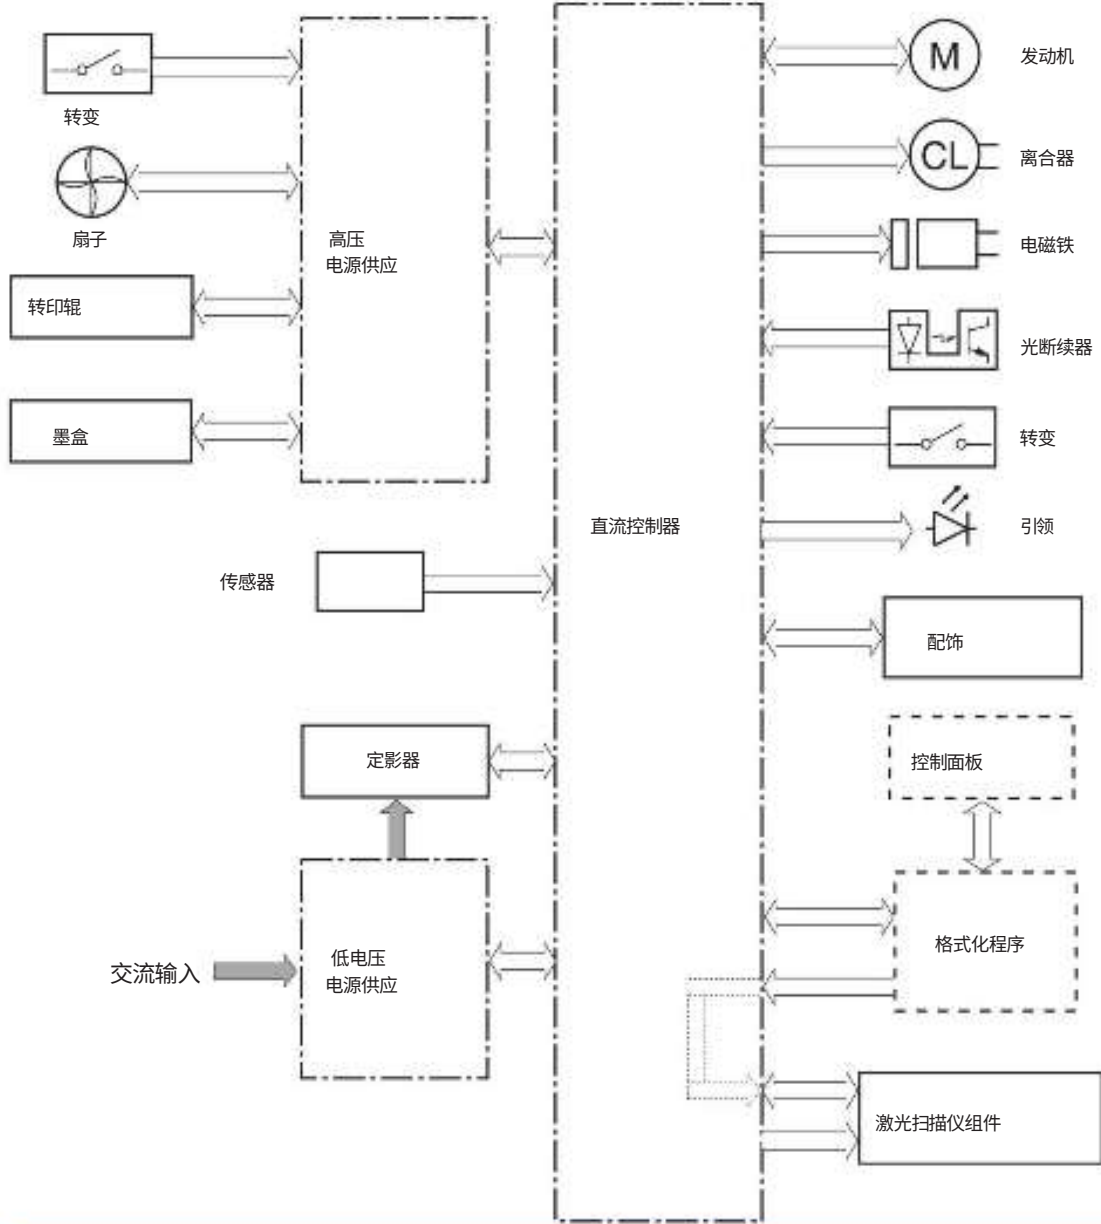 转变
扇子
转印辊
墨盒
高压
电源供应
传感器
定影器
交流输入
低电压
电源供应
直流控制器
M
发动机
CL
离合器
电磁铁
光断续器
转变
引领
配饰
控制面板
格式化程序
激光扫描仪组件